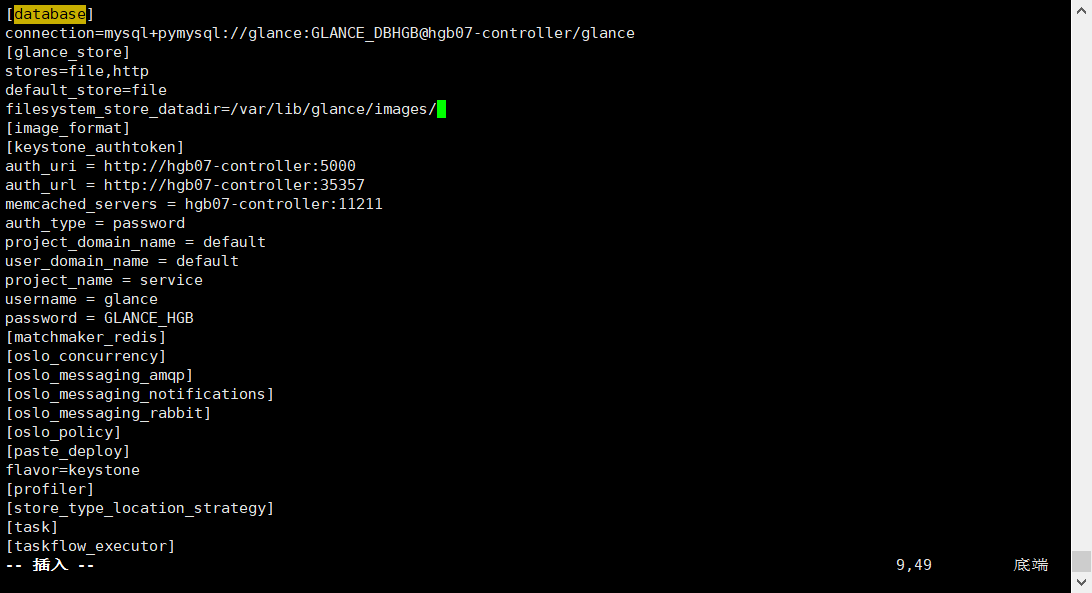 [database]
connection=mysql+pymysql://glance:GLANCE_DBHGB@hgb07-controller/glance
[glance_store]
stores=file,http
default_store=file
filesystem_store_datadir=/var/lib/glance/images/
[image_format]
[keystone_authtoken]
auth_uri = http://hgb07-controller:5000
auth_url = http://hgb07-controller:35357
memcached_servers = hgb07-controller:11211
auth_type = password
project_domain_name = default
user_domain_name = default
project_name = service
username = glance
password = GLANCE_HGB
[matchmaker_redis]
[oslo_concurrency]
[oslo_messaging_amqp]
[oslo_messaging_notifications]
[oslo_messaging_rabbit]
[oslo_policy]
[paste_deploy]
flavor=keystone
[profiler]
[store_type_location_strategy]
[task]
[taskflow_executor]
-- 插入 -- 9,49 底端